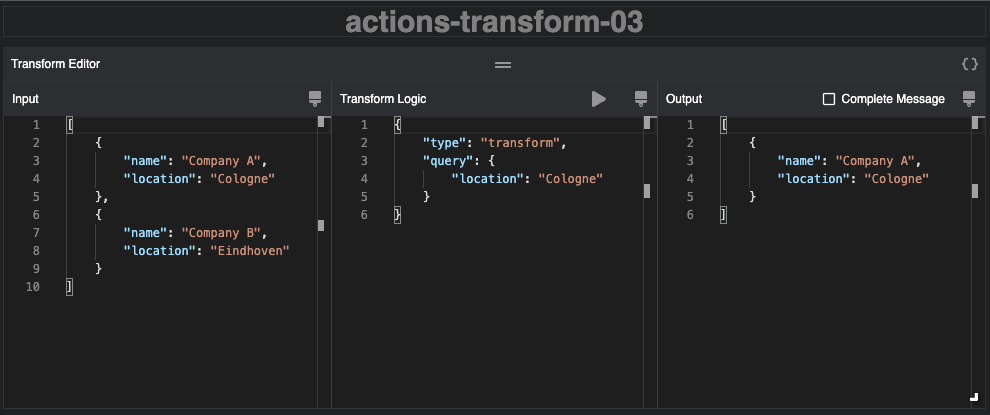 actions-transform-03
Transform Editor
{}
Input
1 [
2 {
3 "name": "Company A",
4 "location": "Cologne"
5 },
6 {
7 "name": "Company B",
8 "location": "Eindhoven"
9 }
10 ]
Transform Logic
1 {
2 "type": "transform",
3 "query": {
4 "location": "Cologne"
5 }
6 }
Output
Complete Message
1 [
2 {
3 "name": "Company A",
4 "location": "Cologne"
5 }
6 ]